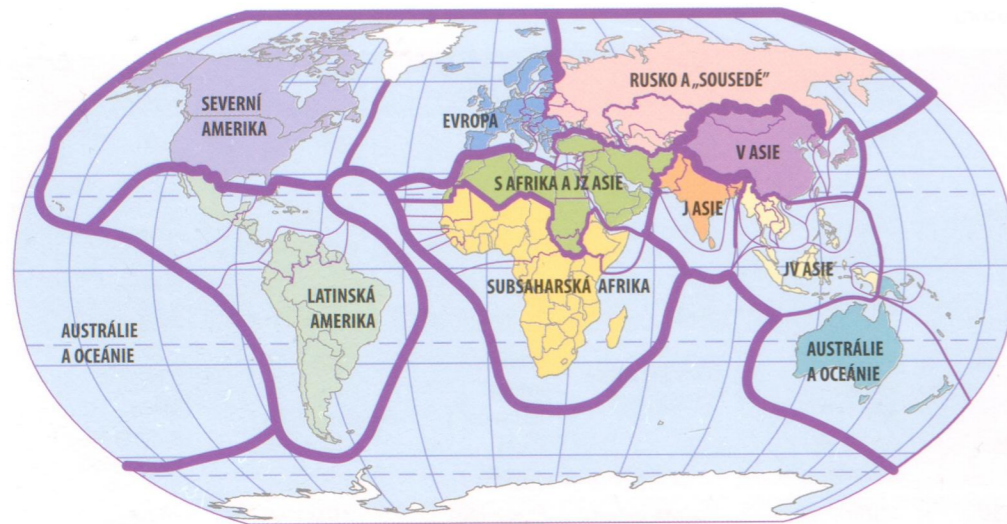 SEVERNÍ
AMERIKA
EVROPA
RUSKO A „SOUSEDÉ”
V ASIE
S AFRIKA A JZ ASIE
J ASIE
JV ASIE
SUBSAHARSKÁ AFRIKA
LATINSKÁ
AMERIKA
AUSTRÁLIE
A OCEÁNIE
AUSTRÁLIE
A OCEÁNIE